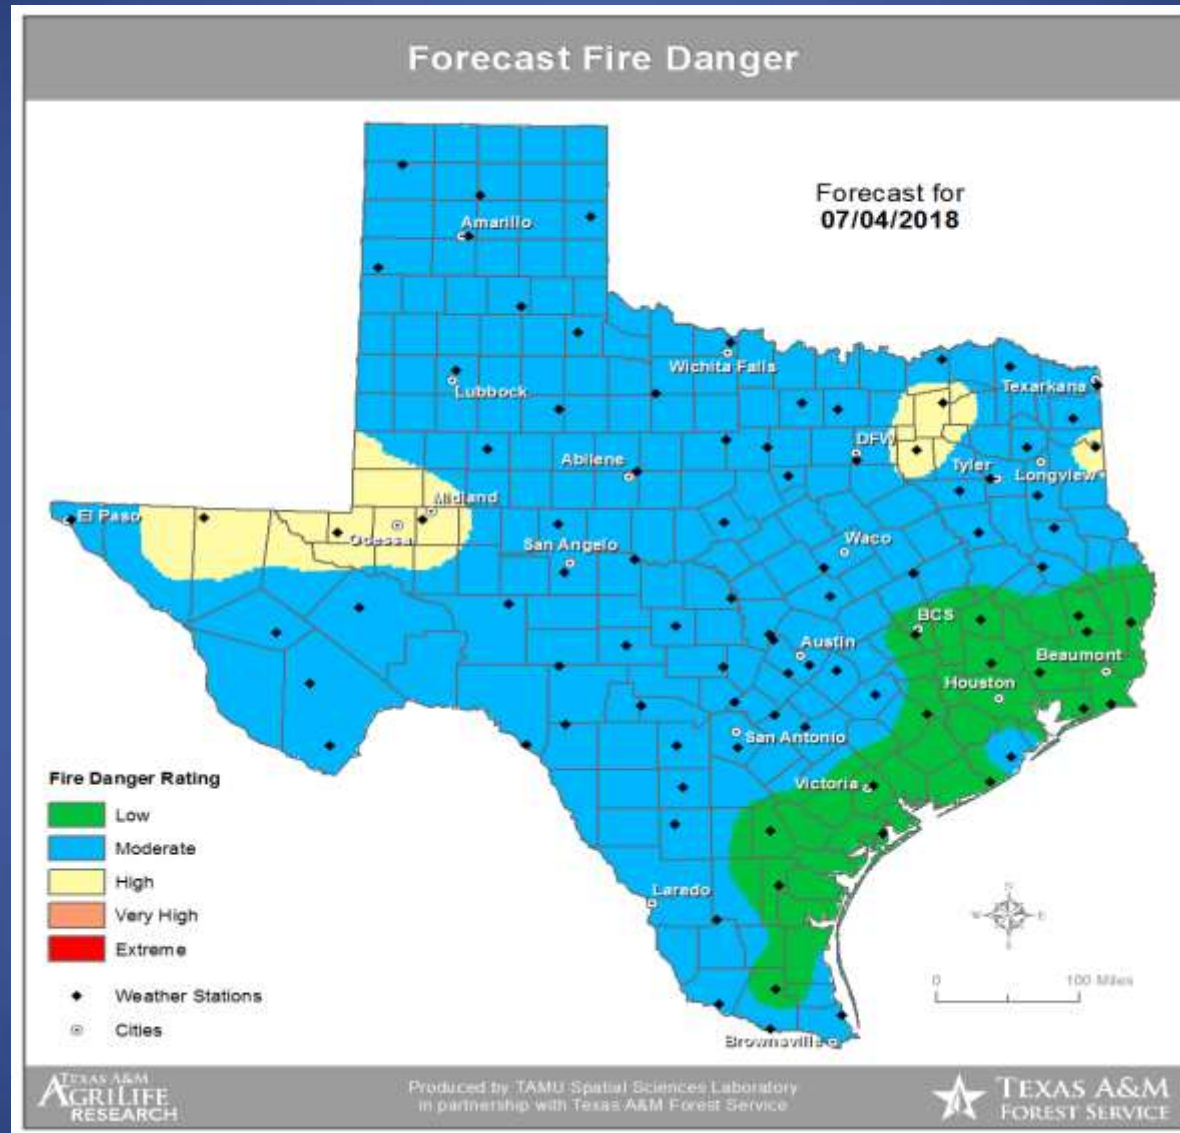 Forecast Fire Danger
Forecast for
07/04/2018
Amarillo
Wichita Falls
Lubbock
Texarkana
DFW
Abilene
Tyler
Longview
Midland
El Paso
Odessa
San Angelo
Waco
BCS
Austin
Beaumont
Houston
San Antonio
Victoria
Laredo
Brownsville
Fire Danger Rating
Low
Moderate
High
Very High
Extreme
Weather Stations
Cities
N
W E
S
0 100 Miles
TEXAS A&M
AGRILIFE
RESEARCH
Produced by TAMU Spatial Sciences Laboratory
in partnership with Texas A&M Forest Service
TEXAS A&M
FOREST SERVICE